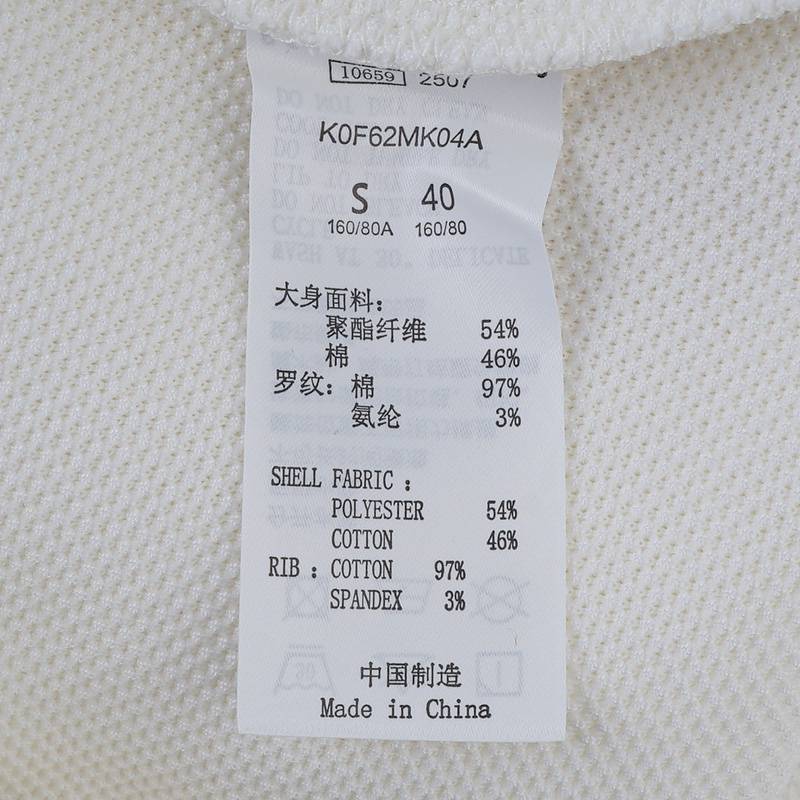 10659 2507
K0F62MK04A
S 40
160/80A 160/80
大身面料：
聚酯纤维 54%
棉 46%
罗纹：棉 97%
氨纶 3%
SHELL FABRIC :
POLYESTER 54%
COTTON 46%
RIB : COTTON 97%
SPANDEX 3%
中国制造
Made in China